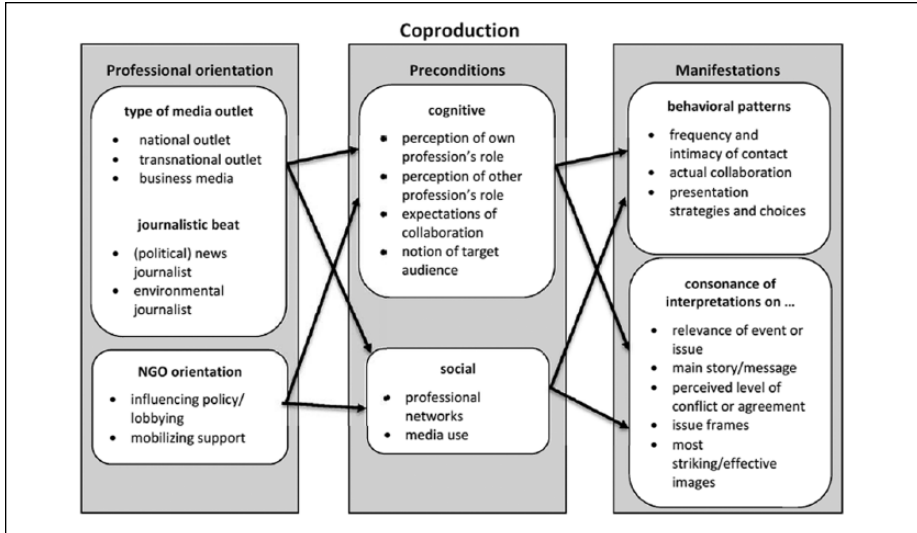 Coproduction
Professional orientation
type of media outlet
• national outlet
• transnational outlet
• business media
journalistic beat
• (political) news
journalist
• environmental
journalist
NGO orientation
• influencing policy/
lobbying
• mobilizing support
Preconditions
cognitive
• perception of own
profession's role
• perception of other
profession's role
• expectations of
collaboration
• notion of target
audience
social
• professional
networks
• media use
Manifestations
behavioral patterns
• frequency and
intimacy of contact
• actual collaboration
• presentation
strategies and choices
consonance of
interpretations on ...
• relevance of event or
issue
• main story/message
• perceived level of
conflict or agreement
• issue frames
• most
striking/effective
images